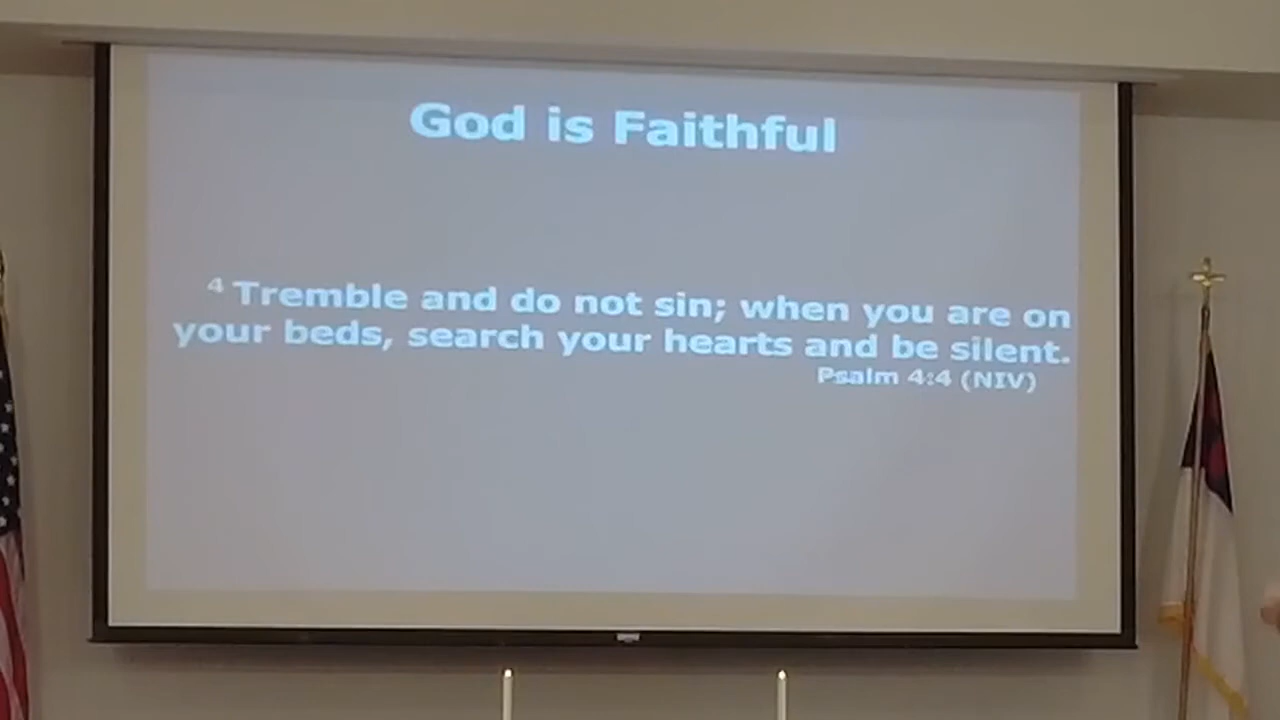 God is Faithful
4 Tremble and do not sin; when you are on
your beds, search your hearts and be silent.
Psalm 4:4 (NIV)